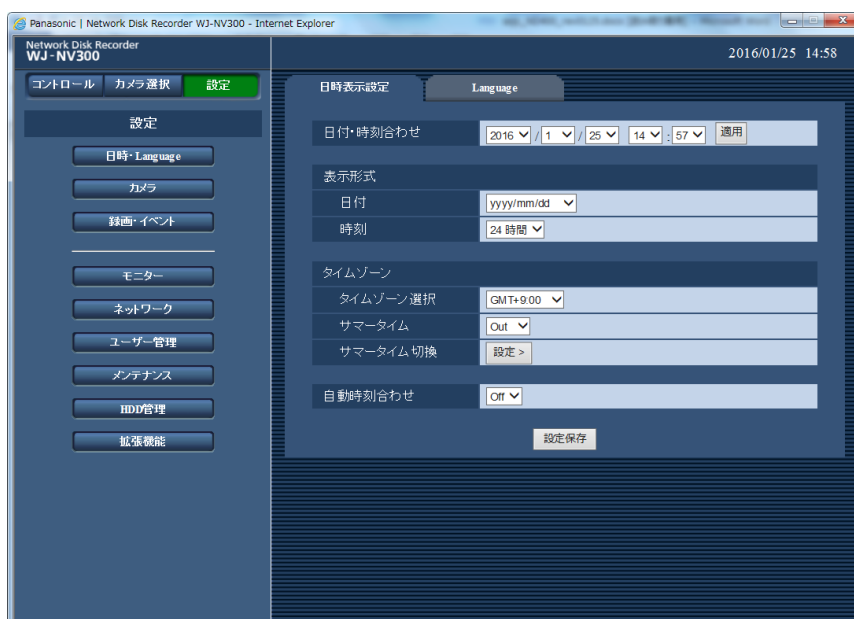 Panasonic | Network Disk Recorder WJ-NV300 - Internet Explorer
Network Disk Recorder
WJ-NV300
2016/01/25 14:58
コントロール カメラ選択 設定
日時表示設定 Language
設定
日時・Language
カメラ
録画・イベント
モニター
ネットワーク
ユーザー管理
メンテナンス
HDD管理
拡張機能
日付・時刻合わせ 2016 / 1 / 25 14 : 57 適用
表示形式
日付 yyyy/mm/dd
時刻 24 時間
タイムゾーン
タイムゾーン選択 GMT+9:00
サマータイム Out
サマータイム切換 設定 >
自動時刻合わせ Off
設定保存